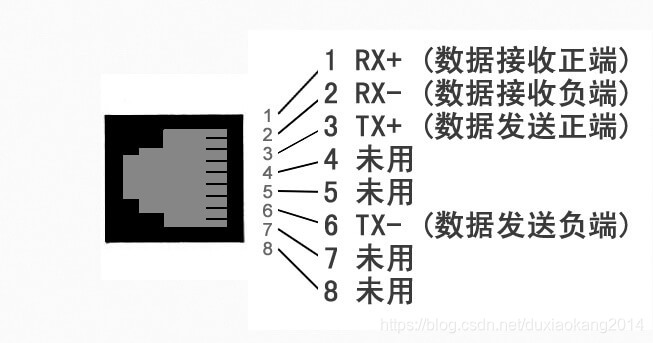 1 RX+ (数据接收正端)
2 RX- (数据接收负端)
3 TX+ (数据发送正端)
4 未用
5 未用
6 TX- (数据发送负端)
7 未用
8 未用
1
2
3
4
5
6
7
8
https://blog.csdn.net/duxiaokang2014